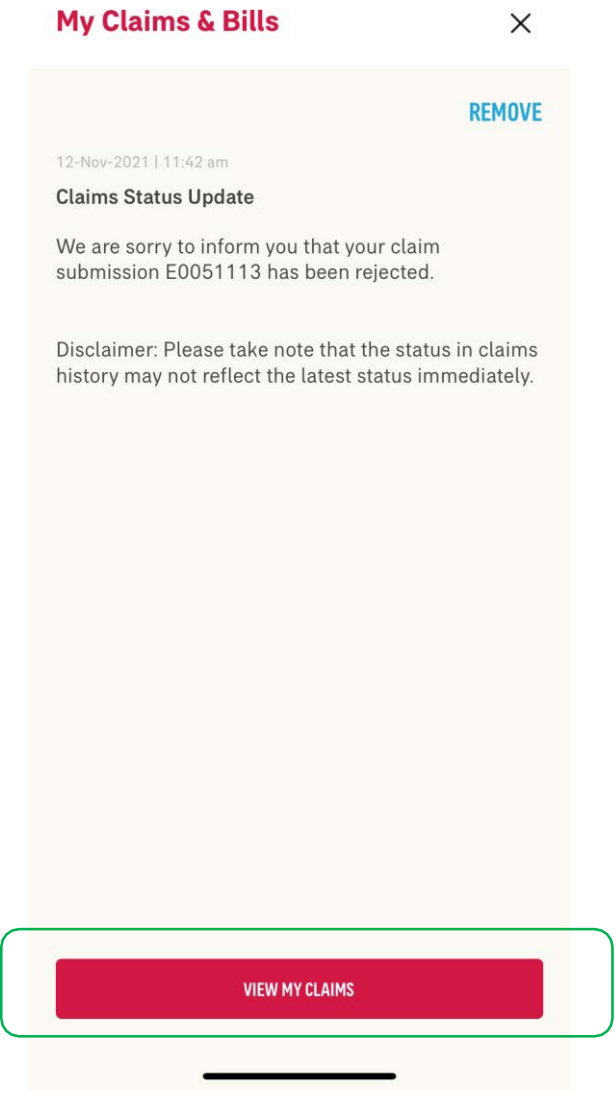 My Claims & Bills
REMOVE
12-Nov-2021 | 11:42 am
Claims Status Update
We are sorry to inform you that your claim
submission E0051113 has been rejected.
Disclaimer: Please take note that the status in claims
history may not reflect the latest status immediately.
VIEW MY CLAIMS